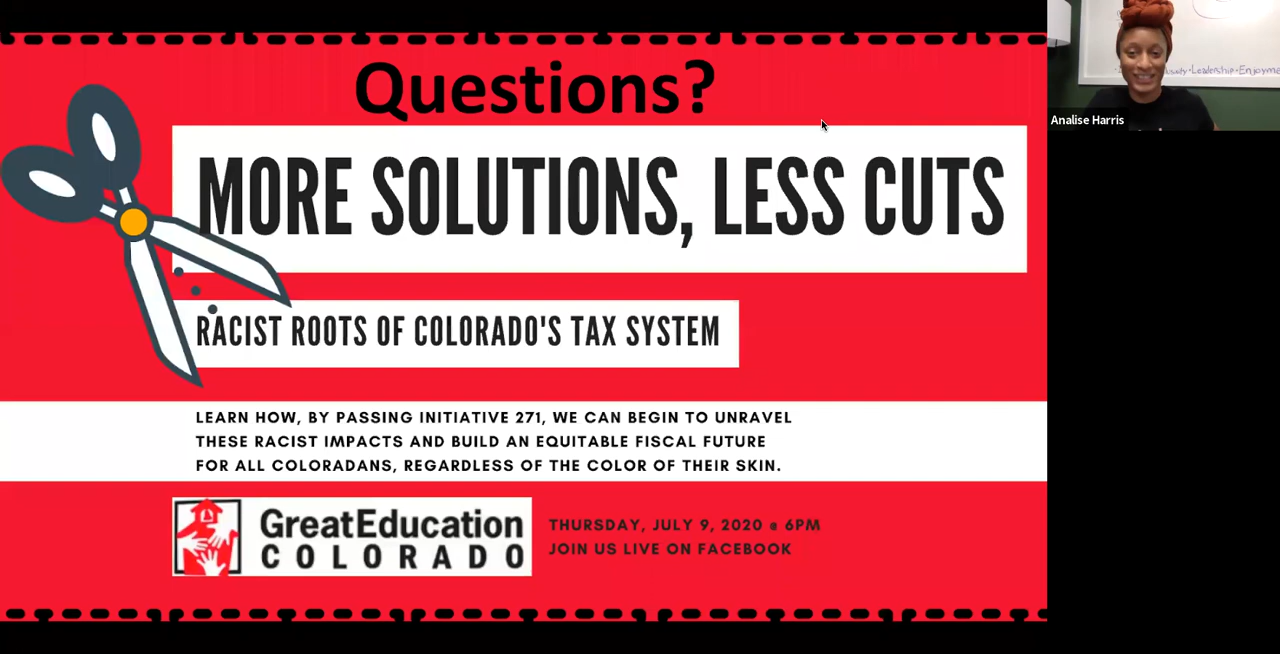 Questions?
MORE SOLUTIONS, LESS CUTS
RACIST ROOTS OF COLORADO'S TAX SYSTEM
LEARN HOW, BY PASSING INITIATIVE 271, WE CAN BEGIN TO UNRAVEL
THESE RACIST IMPACTS AND BUILD AN EQUITABLE FISCAL FUTURE
FOR ALL COLORADANS, REGARDLESS OF THE COLOR OF THEIR SKIN.
GreatEducation
COLORADO
THURSDAY, JULY 9, 2020 @ 6PM
JOIN US LIVE ON FACEBOOK
Leadership
Analise Harris